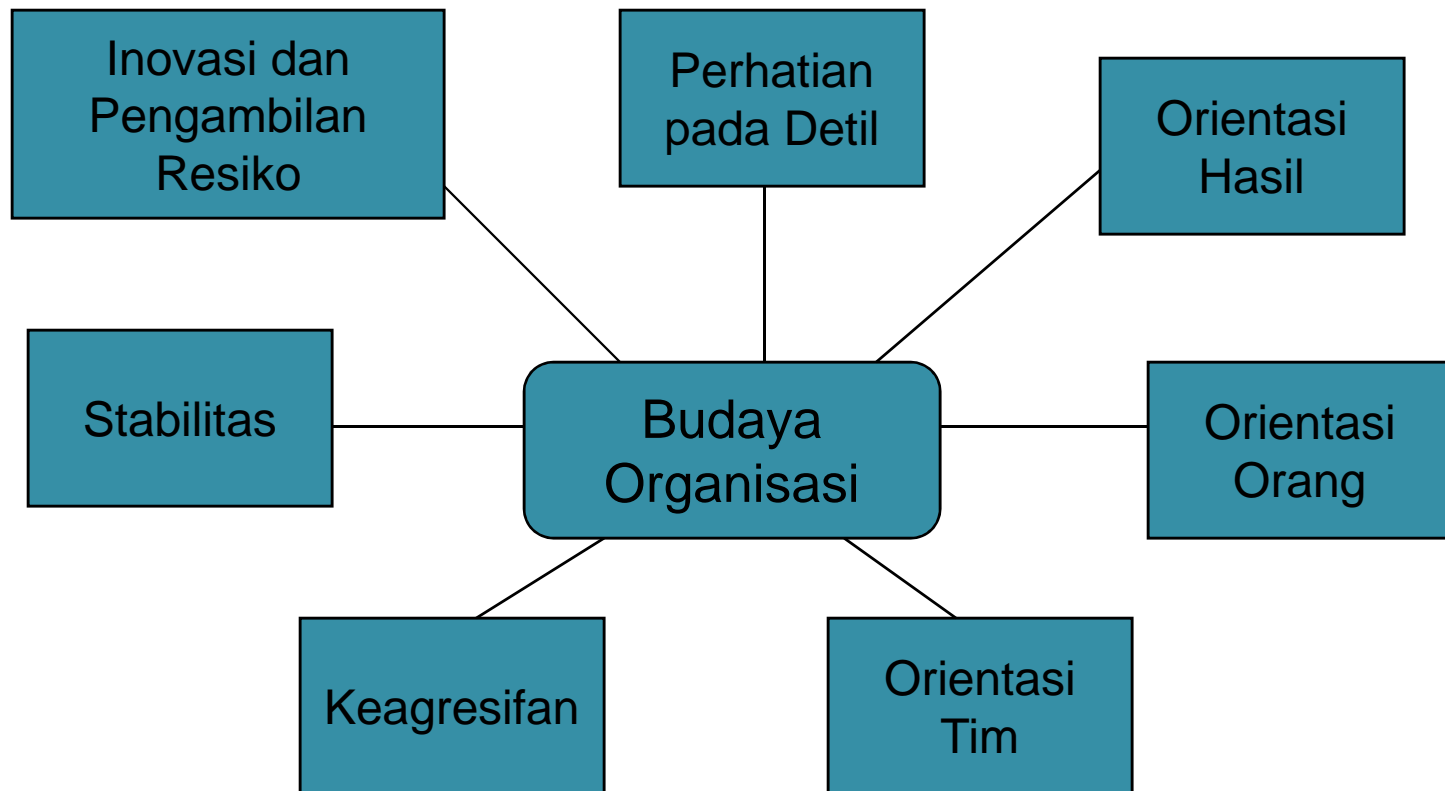 Inovasi dan
Pengambilan
Resiko
Perhatian
pada Detil
Orientasi
Hasil
Stabilitas
Budaya
Organisasi
Orientasi
Orang
Keagresifan
Orientasi
Tim